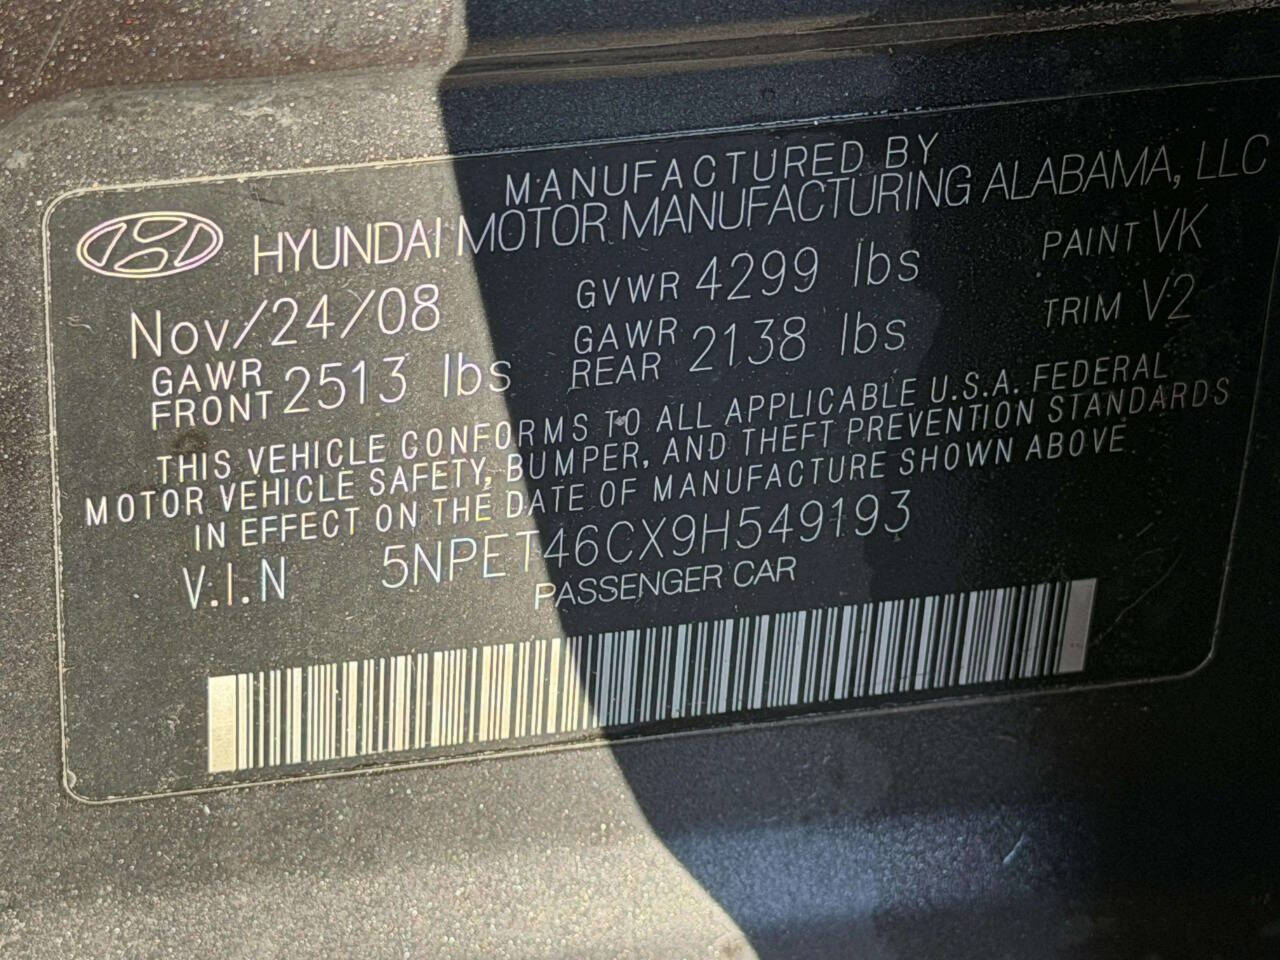 MANUFACTURED BY
HYUNDAI MOTOR MANUFACTURING ALABAMA, LLC
Nov/24/08 GVWR 4299 lbs PAINT VK
GAWR FRONT 2513 lbs GAWR REAR 2138 lbs TRIM V2
THIS VEHICLE CONFORMS TO ALL APPLICABLE U.S.A. FEDERAL
MOTOR VEHICLE SAFETY, BUMPER, AND THEFT PREVENTION STANDARDS
IN EFFECT ON THE DATE OF MANUFACTURE SHOWN ABOVE
V.I.N 5NPET46CX9H549193
PASSENGER CAR